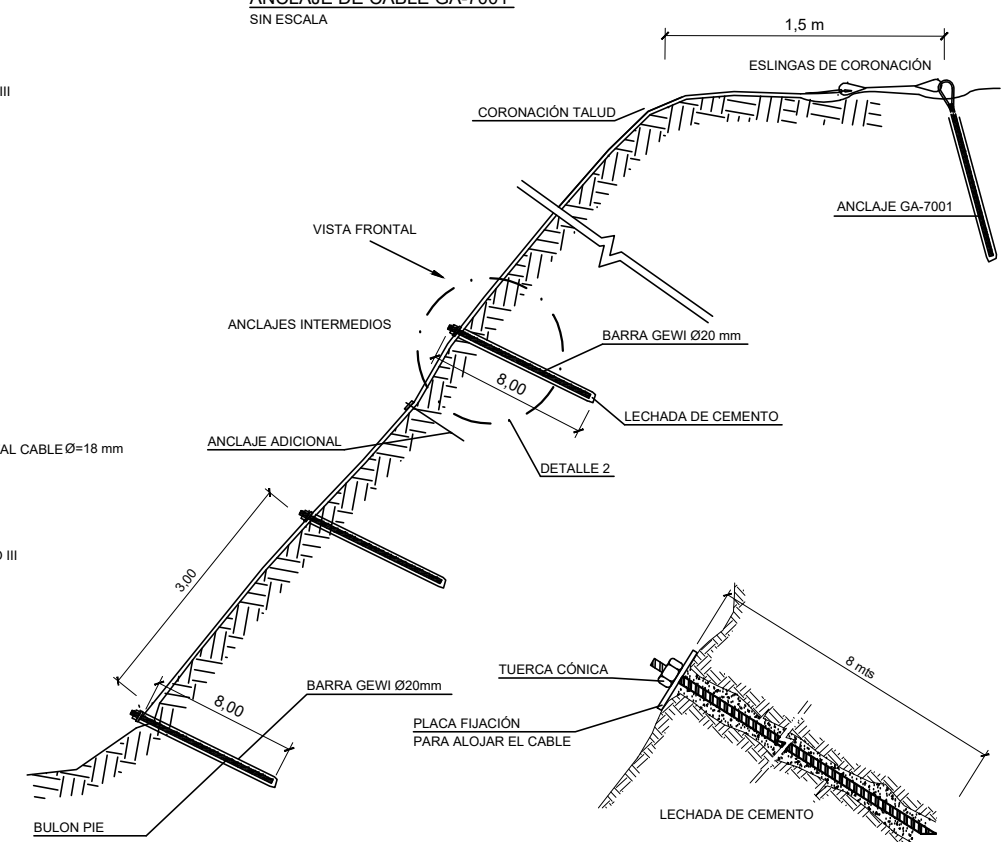 ANCLAJE DE CABLE GA-7001
SIN ESCALA
1,5 m
ESLINGAS DE CORONACIÓN
III
CORONACIÓN TALUD
ANCLAJE GA-7001
VISTA FRONTAL
ANCLAJES INTERMEDIOS
BARRA GEWI Ø20 mm
8,00
LECHADA DE CEMENTO
ANCLAJE ADICIONAL
AL CABLE Ø=18 mm
DETALLE 2
III
3,00
8 mts
TUERCA CÓNICA
BARRA GEWI Ø20mm
8,00
PLACA FIJACIÓN
PARA ALOJAR EL CABLE
LECHADA DE CEMENTO
BULON PIE